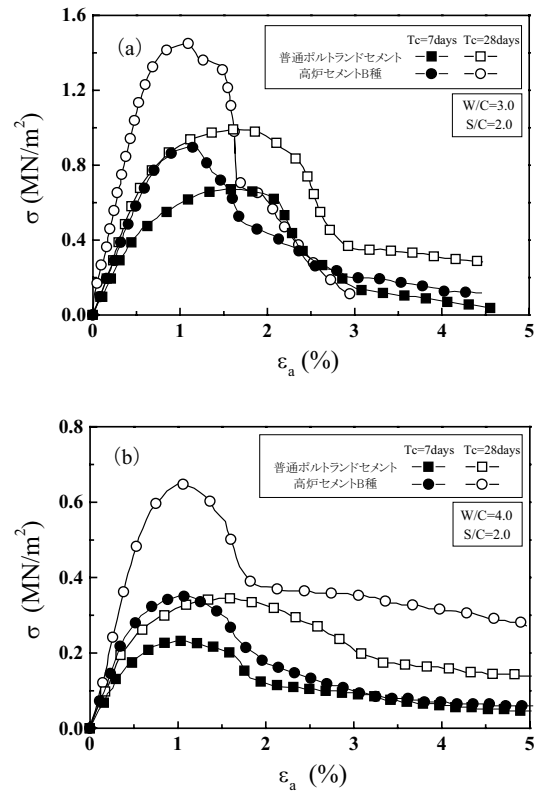 (a)
Tc=7days Tc=28days
普通ポルトランドセメント
高炉セメントB種
W/C=3.0
S/C=2.0
1.6
1.2
0.8
0.4
0.0
σ (MN/m²)
0 1 2 3 4 5
εa (%)
(b)
Tc=7days Tc=28days
普通ポルトランドセメント
高炉セメントB種
W/C=4.0
S/C=2.0
0.8
0.6
0.4
0.2
0.0
σ (MN/m²)
0 1 2 3 4 5
εa (%)